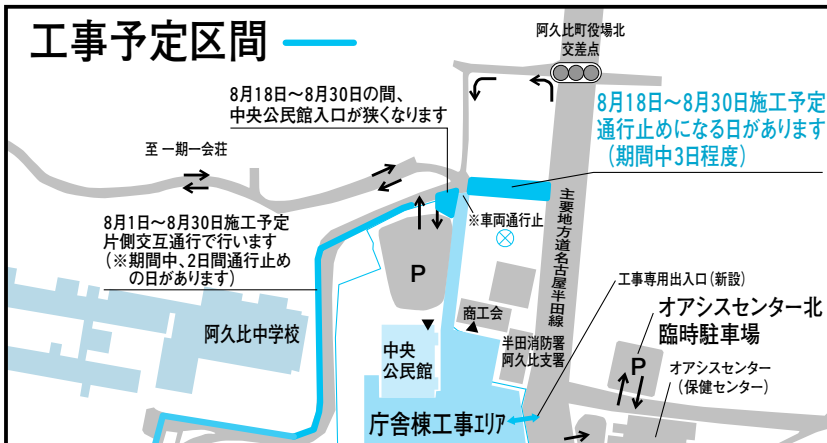 工事予定区間
阿久比町役場北
交差点
8月18日～8月30日の間、
中央公民館入口が狭くなります
8月18日～8月30日施工予定
通行止めになる日があります
（期間中3日程度）
至 一期一会荘
※車両通行止
8月1日～8月30日施工予定
片側交互通行で行います
（※期間中、2日間通行止め
の日があります）
主要地方道名古屋半田線
P
工事専用出入口（新設）
オアシスセンター北
臨時駐車場
商工会
半田消防署
阿久比支署
阿久比中学校
中央
公民館
P
オアシスセンター
（保健センター）
庁舎棟工事エリア